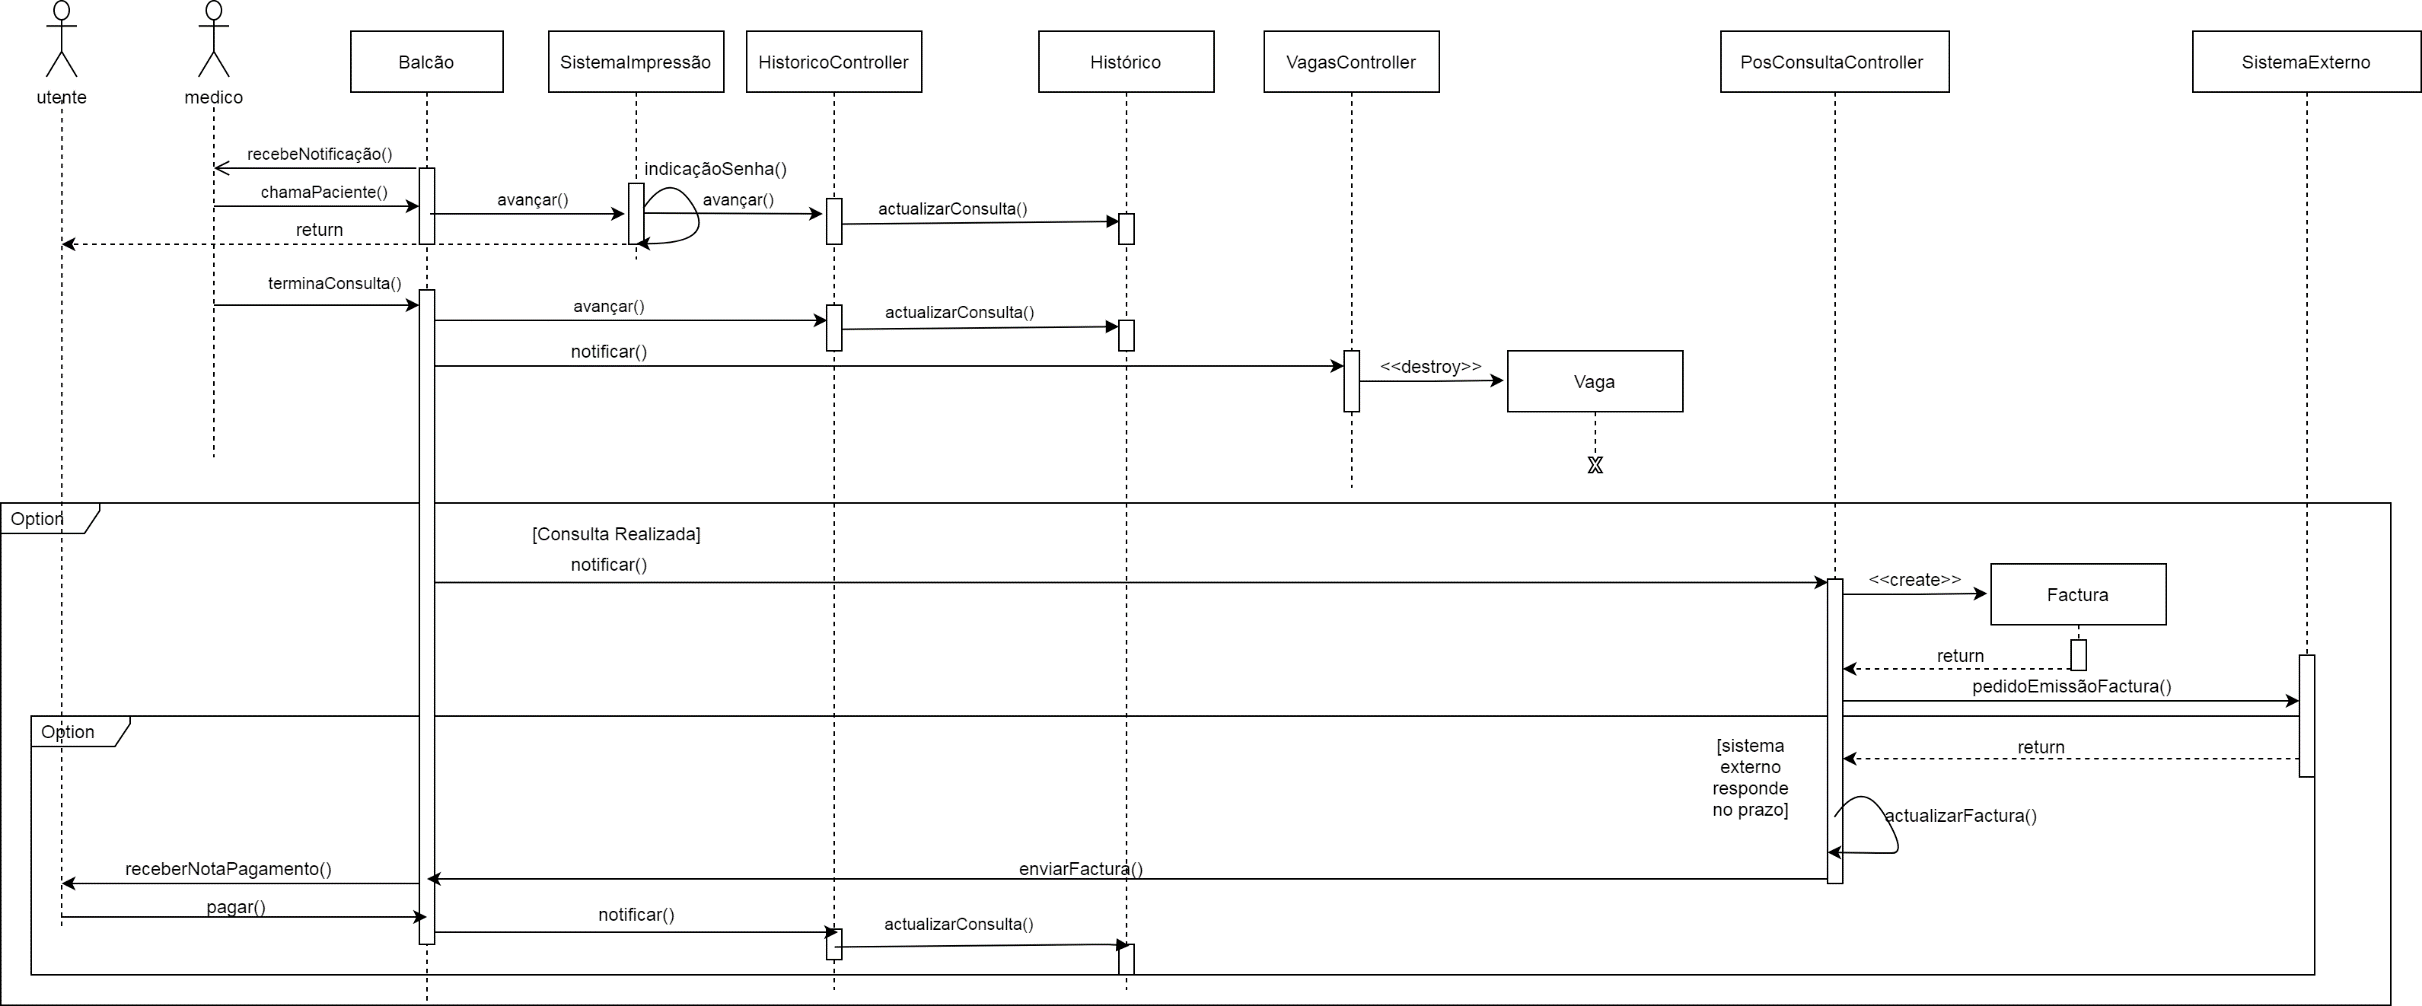 utente
medico
Balcão
SistemaImpressão
HistoricoController
Histórico
VagasController
PosConsultaController
SistemaExterno
recebeNotificação()
indicaçãoSenha()
chamaPaciente()
avançar()
avançar()
actualizarConsulta()
return
terminaConsulta()
avançar()
actualizarConsulta()
notificar()
<<destroy>>
Vaga
X
Option
[Consulta Realizada]
notificar()
<<create>>
Factura
return
pedidoEmissãoFactura()
Option
[sistema
externo
responde
no prazo]
return
actualizarFactura()
receberNotaPagamento()
enviarFactura()
pagar()
notificar()
actualizarConsulta()